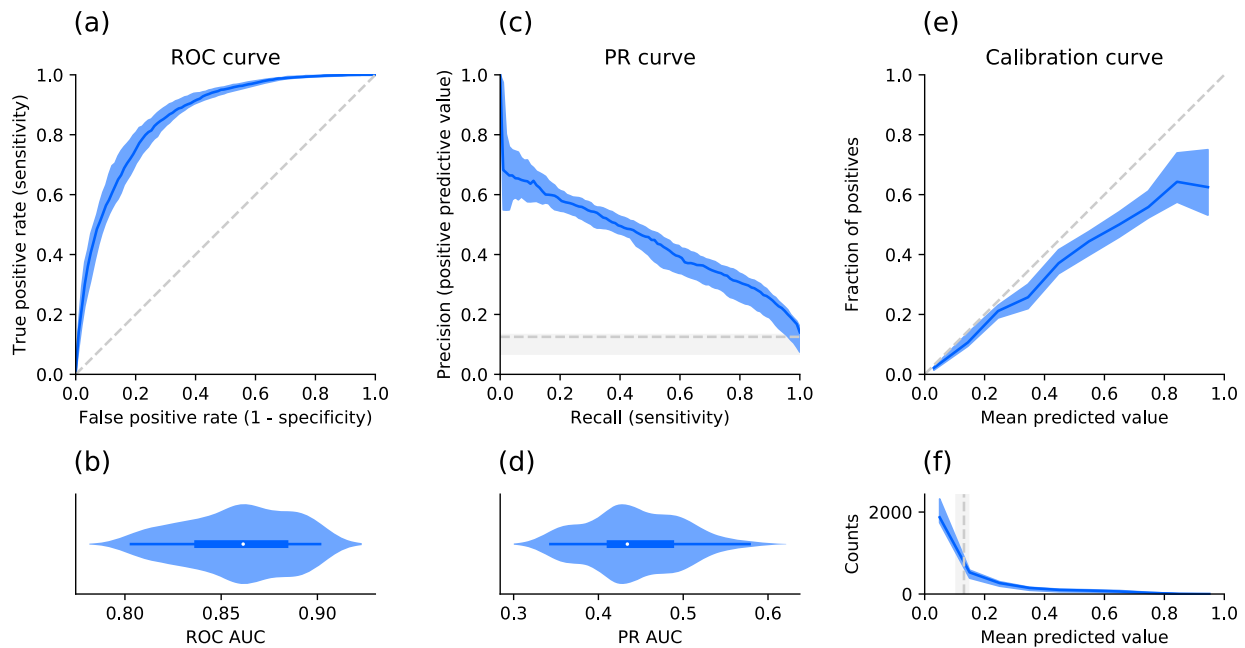 (a)
ROC curve
True positive rate (sensitivity)
1.0
0.8
0.6
0.4
0.2
0.0
0.0 0.2 0.4 0.6 0.8 1.0
False positive rate (1 - specificity)
(c)
PR curve
Precision (positive predictive value)
1.0
0.8
0.6
0.4
0.2
0.0
0.0 0.2 0.4 0.6 0.8 1.0
Recall (sensitivity)
(e)
Calibration curve
Fraction of positives
1.0
0.8
0.6
0.4
0.2
0.0
0.0 0.2 0.4 0.6 0.8 1.0
Mean predicted value
(b)
0.80 0.85 0.90
ROC AUC
(d)
0.3 0.4 0.5 0.6
PR AUC
(f)
Counts
2000
0
0.0 0.2 0.4 0.6 0.8 1.0
Mean predicted value